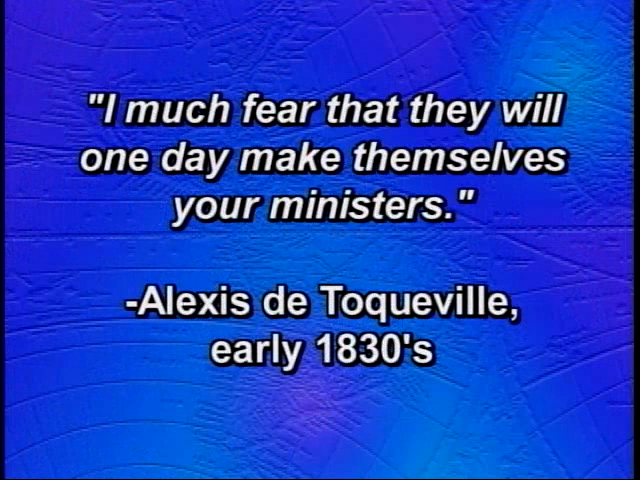 "I much fear that they will
one day make themselves
your ministers."
-Alexis de Toqueville,
early 1830's